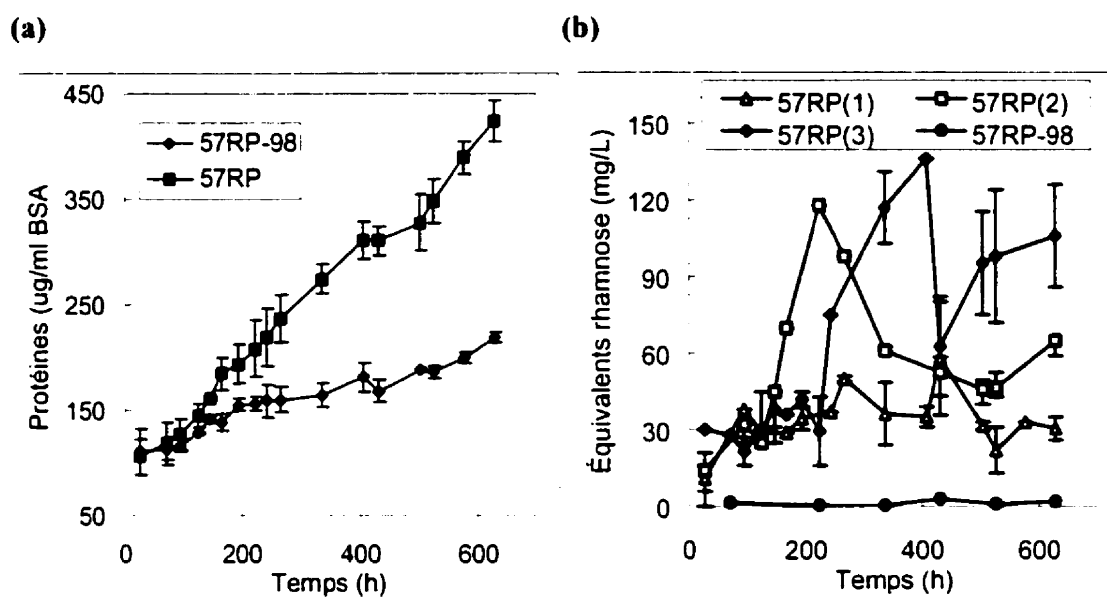 (a)
(b)
Protéines (ug/ml BSA)
450
350
250
150
50
57RP-98
57RP
0
200
400
600
Temps (h)
Équivalents rhamnose (mg/L)
57RP(1)
57RP(2)
57RP(3)
57RP-98
150
120
90
60
30
0
0
200
400
600
Temps (h)